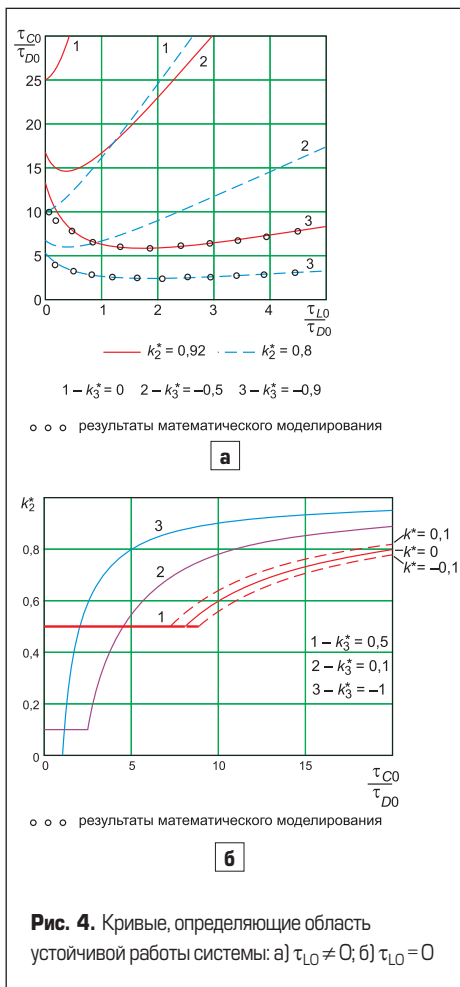 τC0
τD0
25
20
15
10
5
0
1
1
2
2
3
3
1
2
3
4
τL0
τD0
k2* = 0,92
k2* = 0,8
1 – k3* = 0 2 – k3* = –0,5 3 – k3* = –0,9
результаты математического моделирования
а
k2*
0,8
0,6
0,4
0,2
0
3
2
1
k* = 0,1
k* = 0
k* = –0,1
1 – k3* = 0,5
2 – k3* = 0,1
3 – k3* = –1
0
5
10
15
τC0
τD0
результаты математического моделирования
б
Рис. 4. Кривые, определяющие область
устойчивой работы системы: а) τL0 ≠ 0; б) τL0 = 0